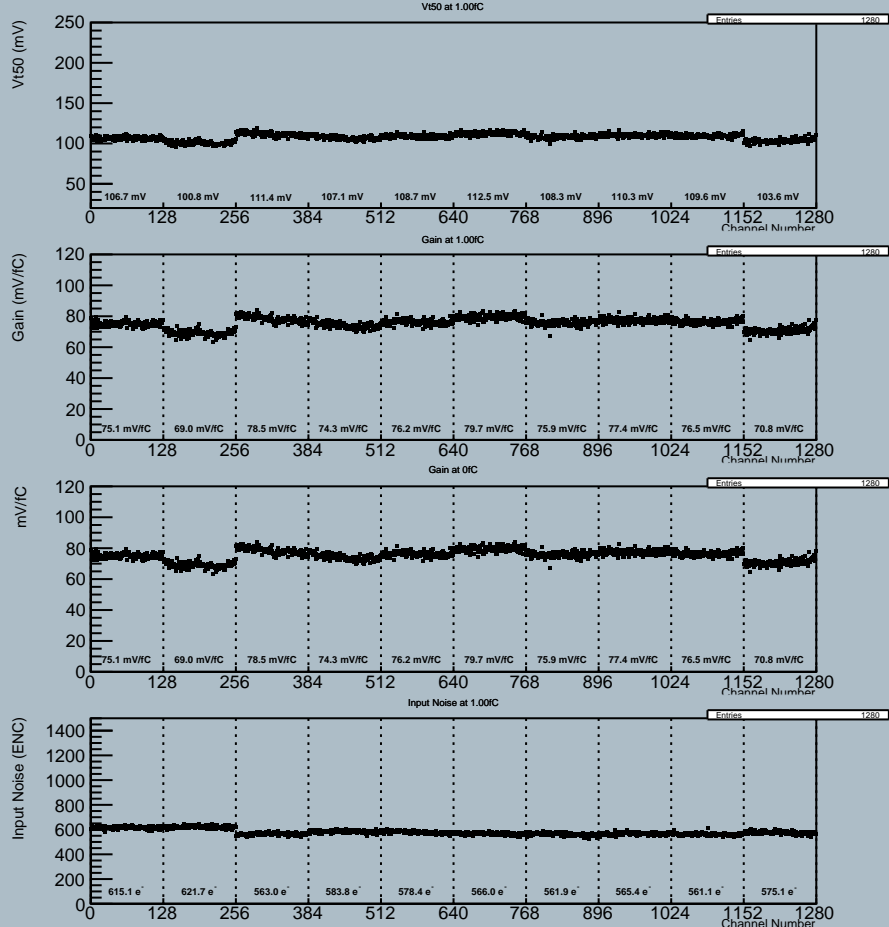 Vt50 at 1.00fC
Entries 1280
Vt50 (mV)
250
200
150
100
50
106.7 mV 100.8 mV 111.4 mV 107.1 mV 108.7 mV 112.5 mV 108.3 mV 110.3 mV 109.6 mV 103.6 mV
0 128 256 384 512 640 768 896 1024 1152 1280
Channel Number
Gain at 1.00fC
Entries 1280
Gain (mV/fC)
120
100
80
60
40
20
0
75.1 mV/fC 69.0 mV/fC 78.5 mV/fC 74.3 mV/fC 76.2 mV/fC 79.7 mV/fC 75.9 mV/fC 77.4 mV/fC 76.5 mV/fC 70.8 mV/fC
0 128 256 384 512 640 768 896 1024 1152 1280
Channel Number
Gain at 0fC
Entries 1280
mV/fC
120
100
80
60
40
20
0
75.1 mV/fC 69.0 mV/fC 78.5 mV/fC 74.3 mV/fC 76.2 mV/fC 79.7 mV/fC 75.9 mV/fC 77.4 mV/fC 76.5 mV/fC 70.8 mV/fC
0 128 256 384 512 640 768 896 1024 1152 1280
Channel Number
Input Noise at 1.00fC
Entries 1280
Input Noise (ENC)
1400
1200
1000
800
600
400
200
0
615.1 e⁻ 621.7 e⁻ 563.0 e⁻ 583.8 e⁻ 578.4 e⁻ 566.0 e⁻ 561.9 e⁻ 565.4 e⁻ 561.1 e⁻ 575.1 e⁻
0 128 256 384 512 640 768 896 1024 1152 1280
Channel Number